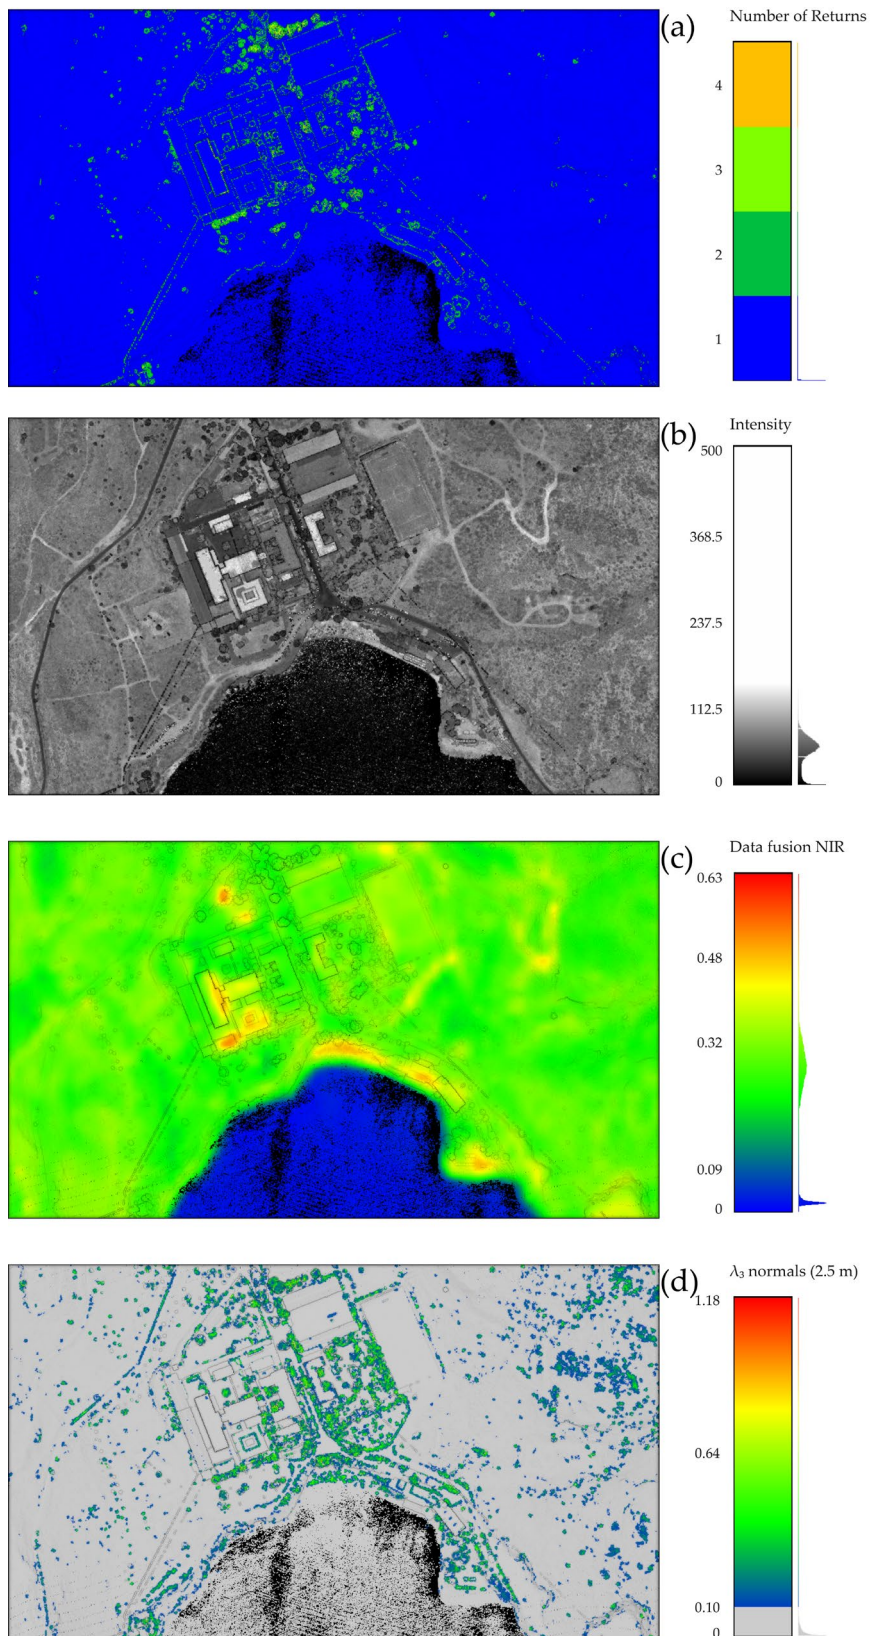 (a)
Number of Returns
4
3
2
1
(b)
Intensity
500
368.5
237.5
112.5
0
(c)
Data fusion NIR
0.63
0.48
0.32
0.09
0
(d)
λ₃ normals (2.5 m)
1.18
0.64
0.10
0